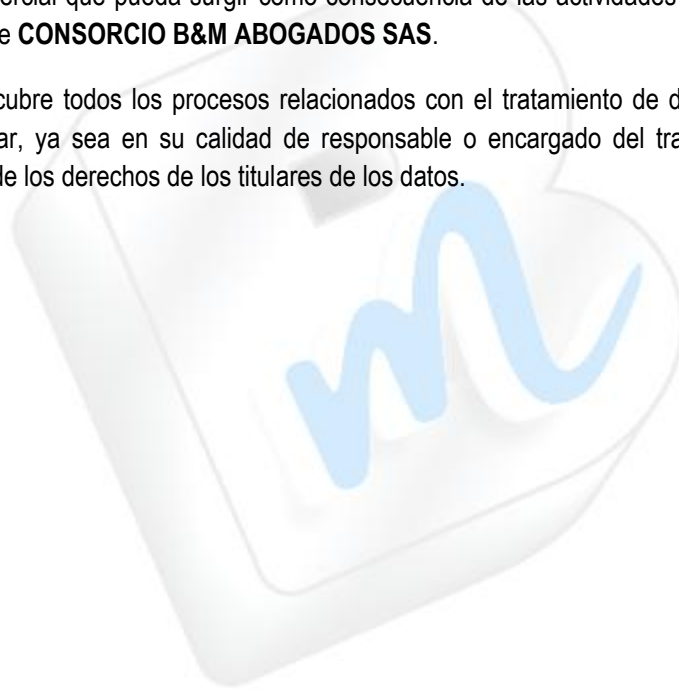 ercial que pueda surgir como consecuencia de las actividades
e CONSORCIO B&M ABOGADOS SAS.
cubre todos los procesos relacionados con el tratamiento de d
ar, ya sea en su calidad de responsable o encargado del tra
de los derechos de los titulares de los datos.